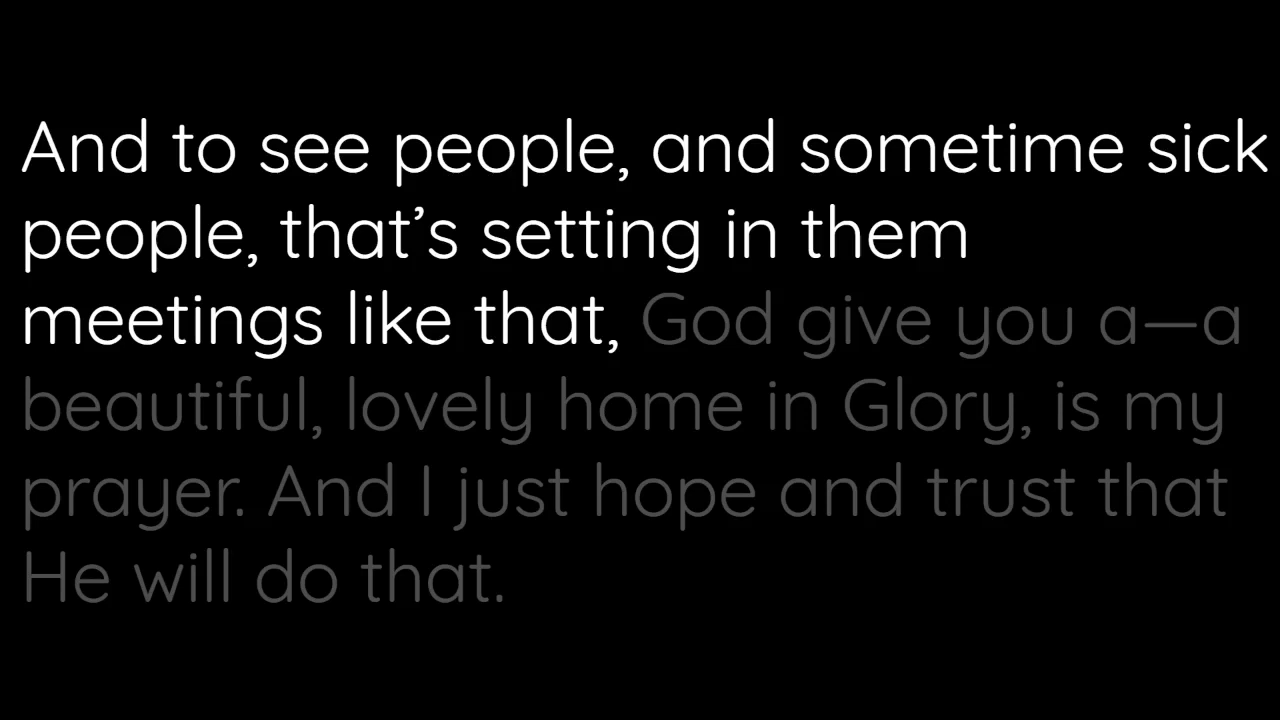 And to see people, and sometime sick
people, that’s setting in them
meetings like that, God give you a—a
beautiful, lovely home in Glory, is my
prayer. And I just hope and trust that
He will do that.